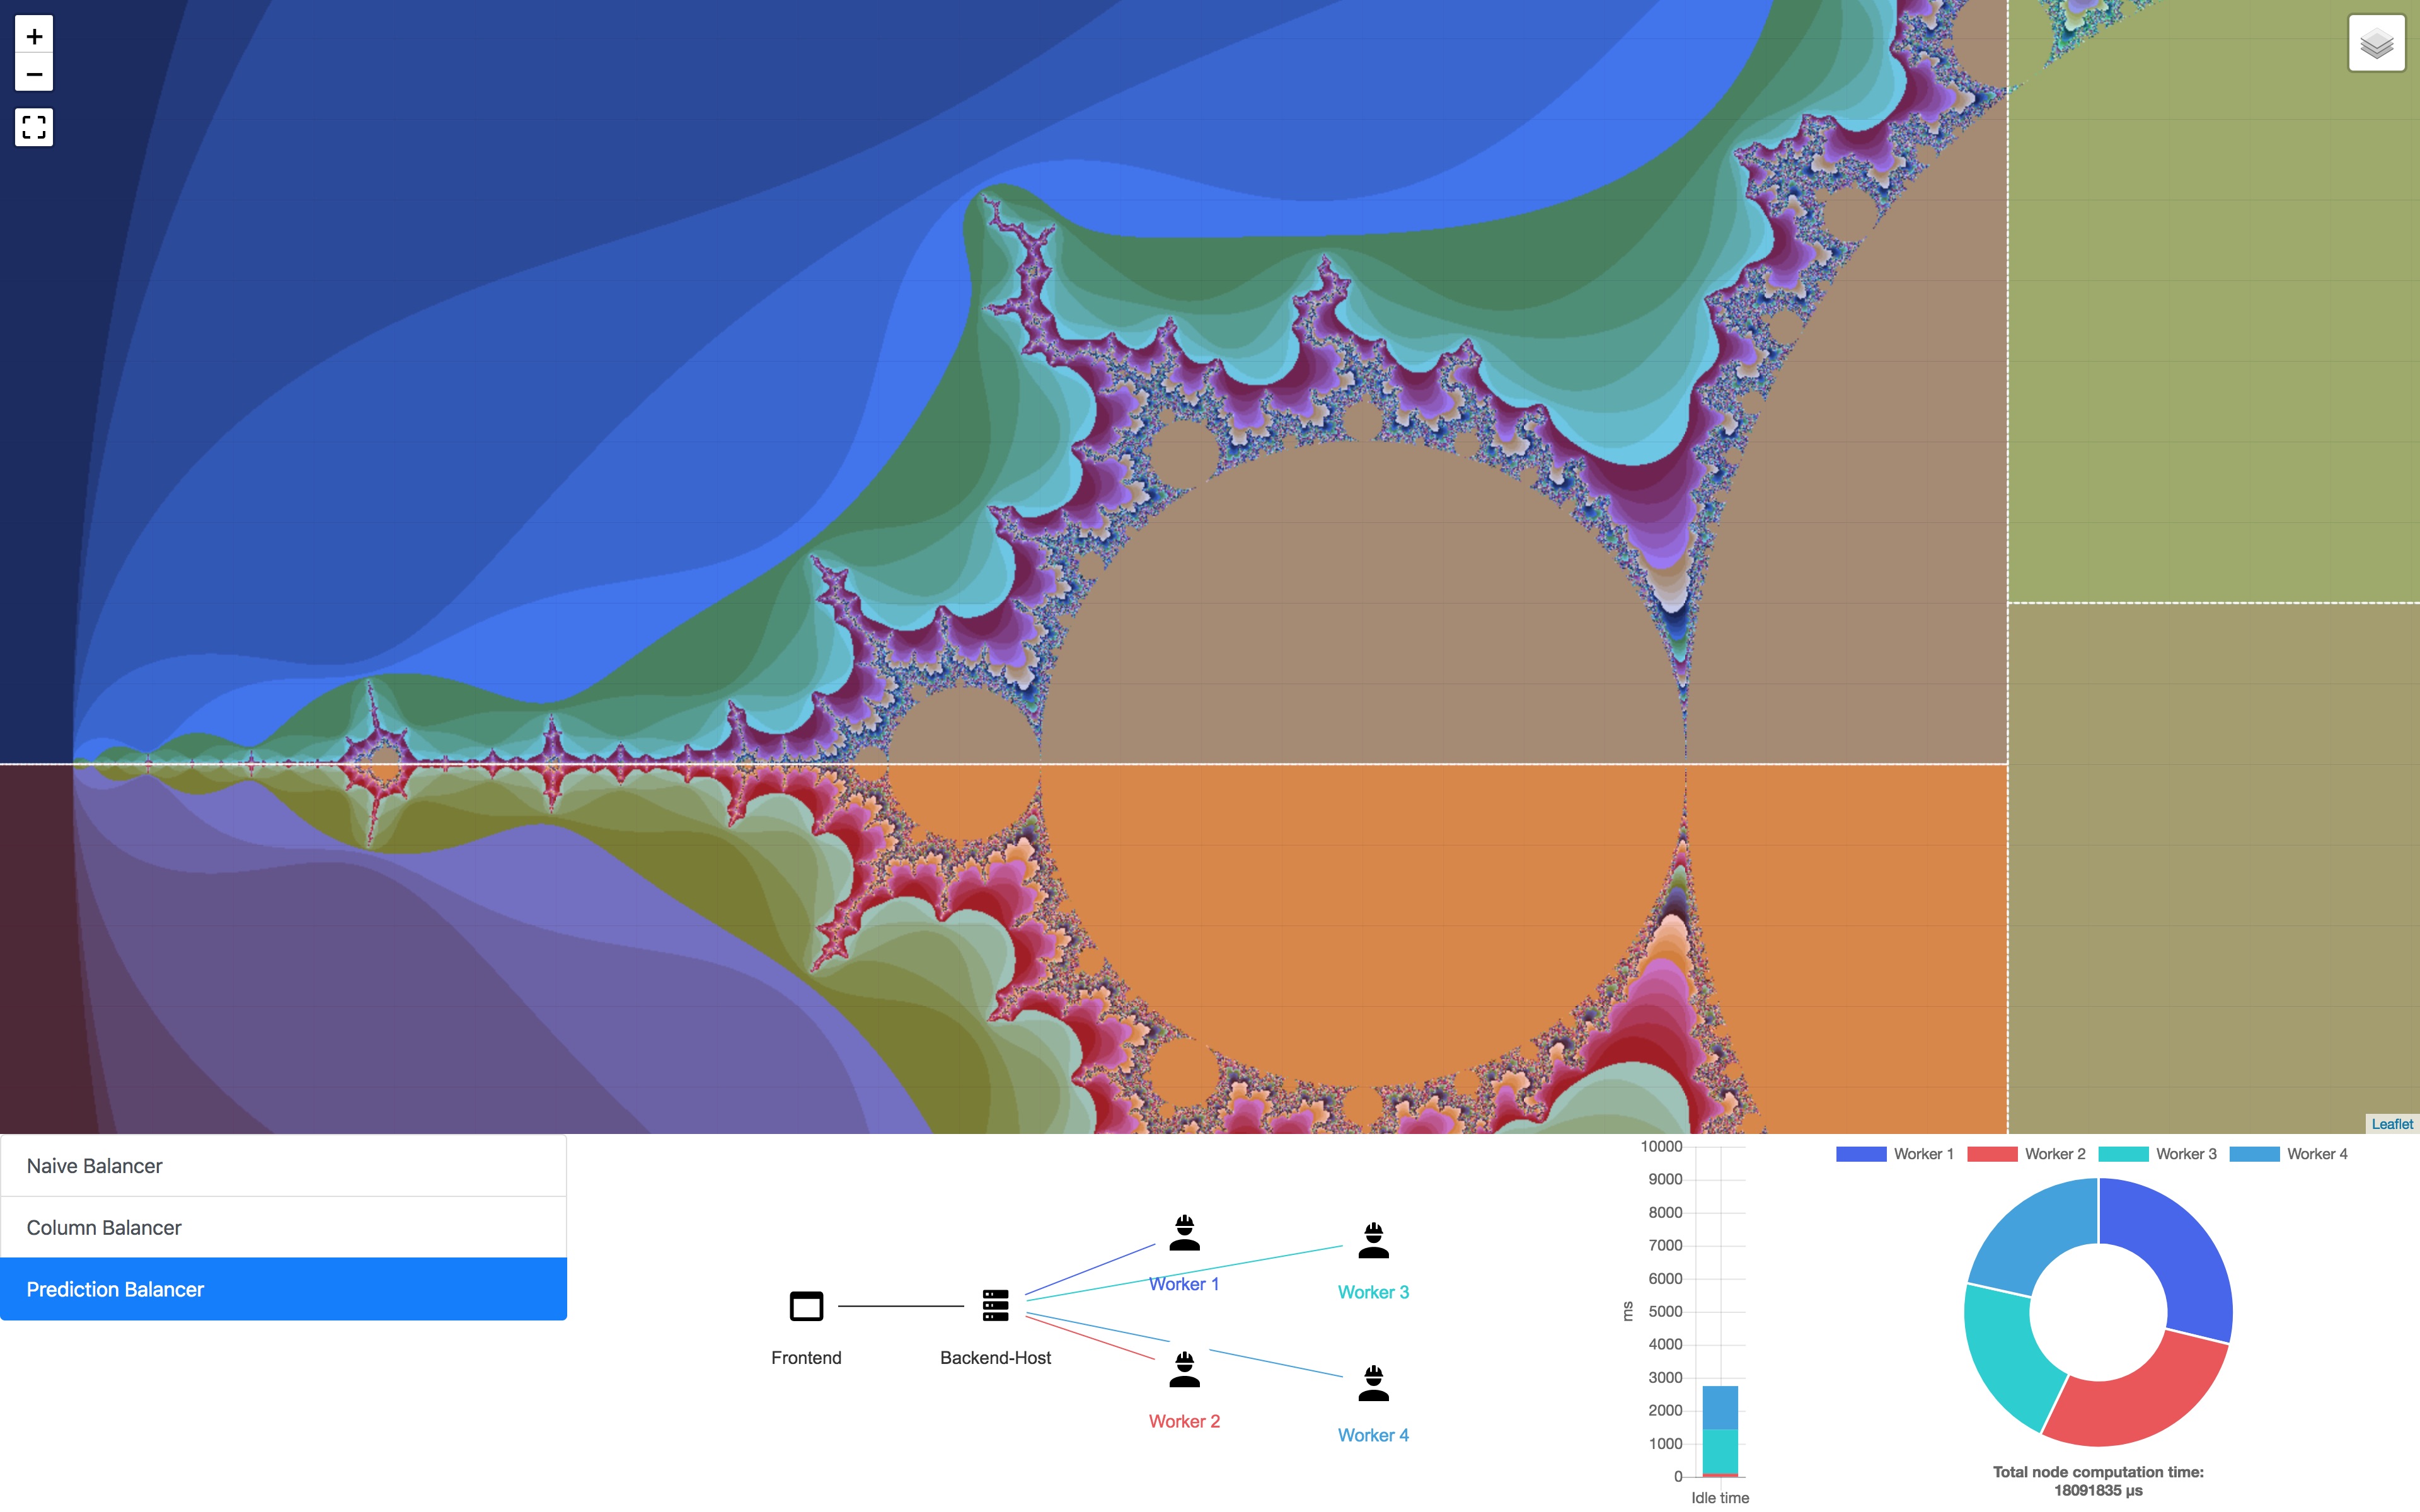 +
−
Leaflet
Naive Balancer
Column Balancer
Prediction Balancer
Frontend
Backend-Host
Worker 1
Worker 2
Worker 3
Worker 4
10000
9000
8000
7000
6000
5000
4000
3000
2000
1000
0
ms
Idle time
Worker 1 Worker 2 Worker 3 Worker 4
Total node computation time:
18091835 µs